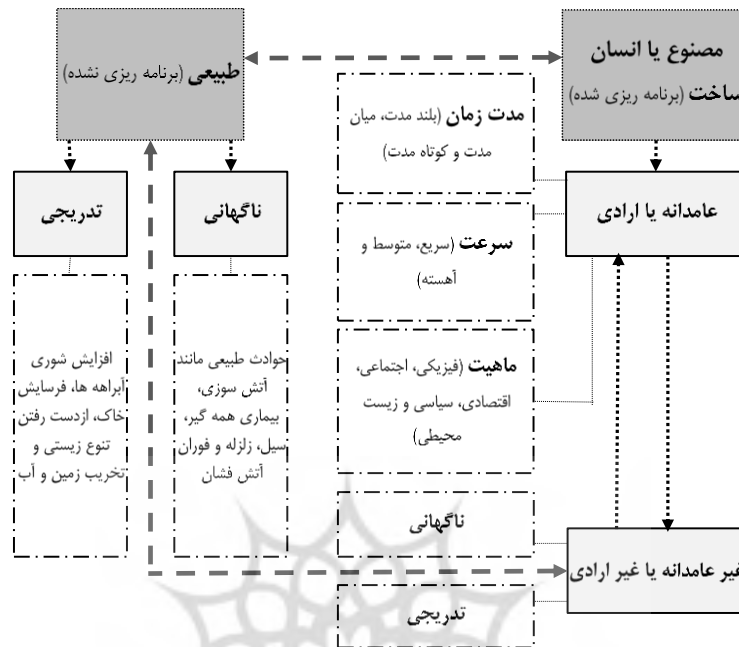 مصنوع یا انسان
ساخت (برنامه ریزی شده)
طبیعی (برنامه ریزی نشده)
مدت زمان (بلند مدت، میان
مدت و کوتاه مدت)
عامدانه یا ارادی
ناگهانی
تدریجی
سرعت (سریع، متوسط و
آهسته)
ماهیت (فیزیکی، اجتماعی،
اقتصادی، سیاسی و زیست
محیطی)
حوادث طبیعی مانند
آتش سوزی،
بیماری همه گیر،
سیل، زلزله و فوران
آتش فشان
افزایش شوری
آبراهه ها، فرسایش
خاک، ازدست رفتن
تنوع زیستی و
تخریب زمین و آب
ناگهانی
غیر عامدانه یا غیر ارادی
تدریجی